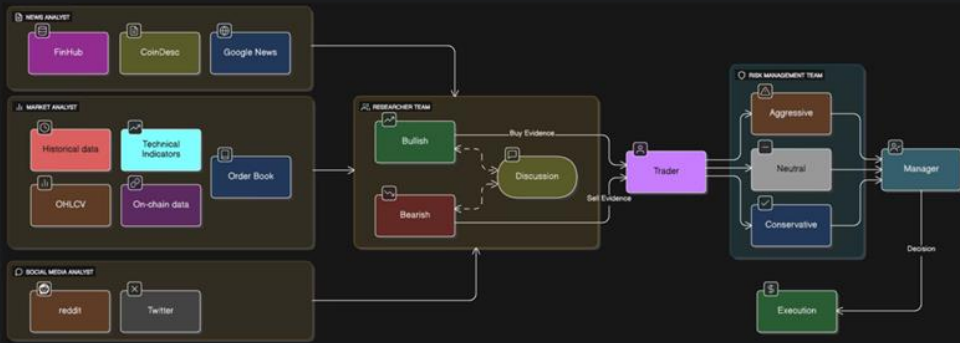 NEWS ANALYST
FinHub
CoinDesc
Google News
MARKET ANALYST
Historical data
Technical
Indicators
Order Book
OHLCV
On-chain data
SOCIAL MEDIA ANALYST
reddit
Twitter
RESEARCHER TEAM
Bullish
Bearish
Discussion
Buy Evidence
Sell Evidence
Trader
RISK MANAGEMENT TEAM
Aggressive
Neutral
Conservative
Manager
Decision
Execution